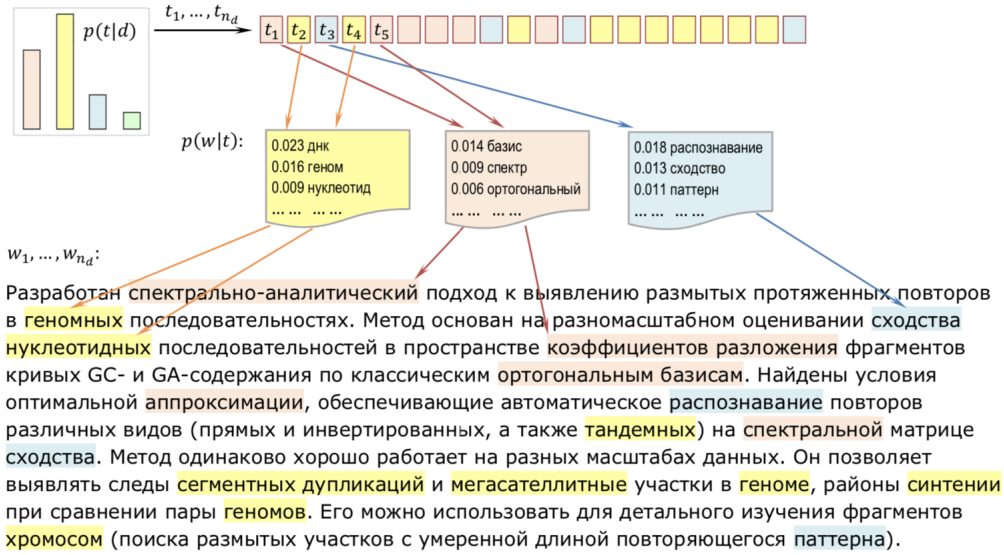 p(t|d)
t₁, … , tₙd
t₁ t₂ t₃ t₄ t₅
p(w|t):
0.023 днк
0.016 геном
0.009 нуклеотид
... ... ... ...
0.014 базис
0.009 спектр
0.006 ортогональный
... ... ... ...
0.018 распознавание
0.013 сходство
0.011 паттерн
... ... ... ...
w₁, … , wₙd:
Разработан спектрально-аналитический подход к выявлению размытых протяженных повторов
в геномных последовательностях. Метод основан на разномасштабном оценивании сходства
нуклеотидных последовательностей в пространстве коэффициентов разложения фрагментов
кривых GC- и GA-содержания по классическим ортогональным базисам. Найдены условия
оптимальной аппроксимации, обеспечивающие автоматическое распознавание повторов
различных видов (прямых и инвертированных, а также тандемных) на спектральной матрице
сходства. Метод одинаково хорошо работает на разных масштабах данных. Он позволяет
выявлять следы сегментных дупликаций и мегасателлитные участки в геноме, районы синтении
при сравнении пары геномов. Его можно использовать для детального изучения фрагментов
хромосом (поиска размытых участков с умеренной длиной повторяющегося паттерна).